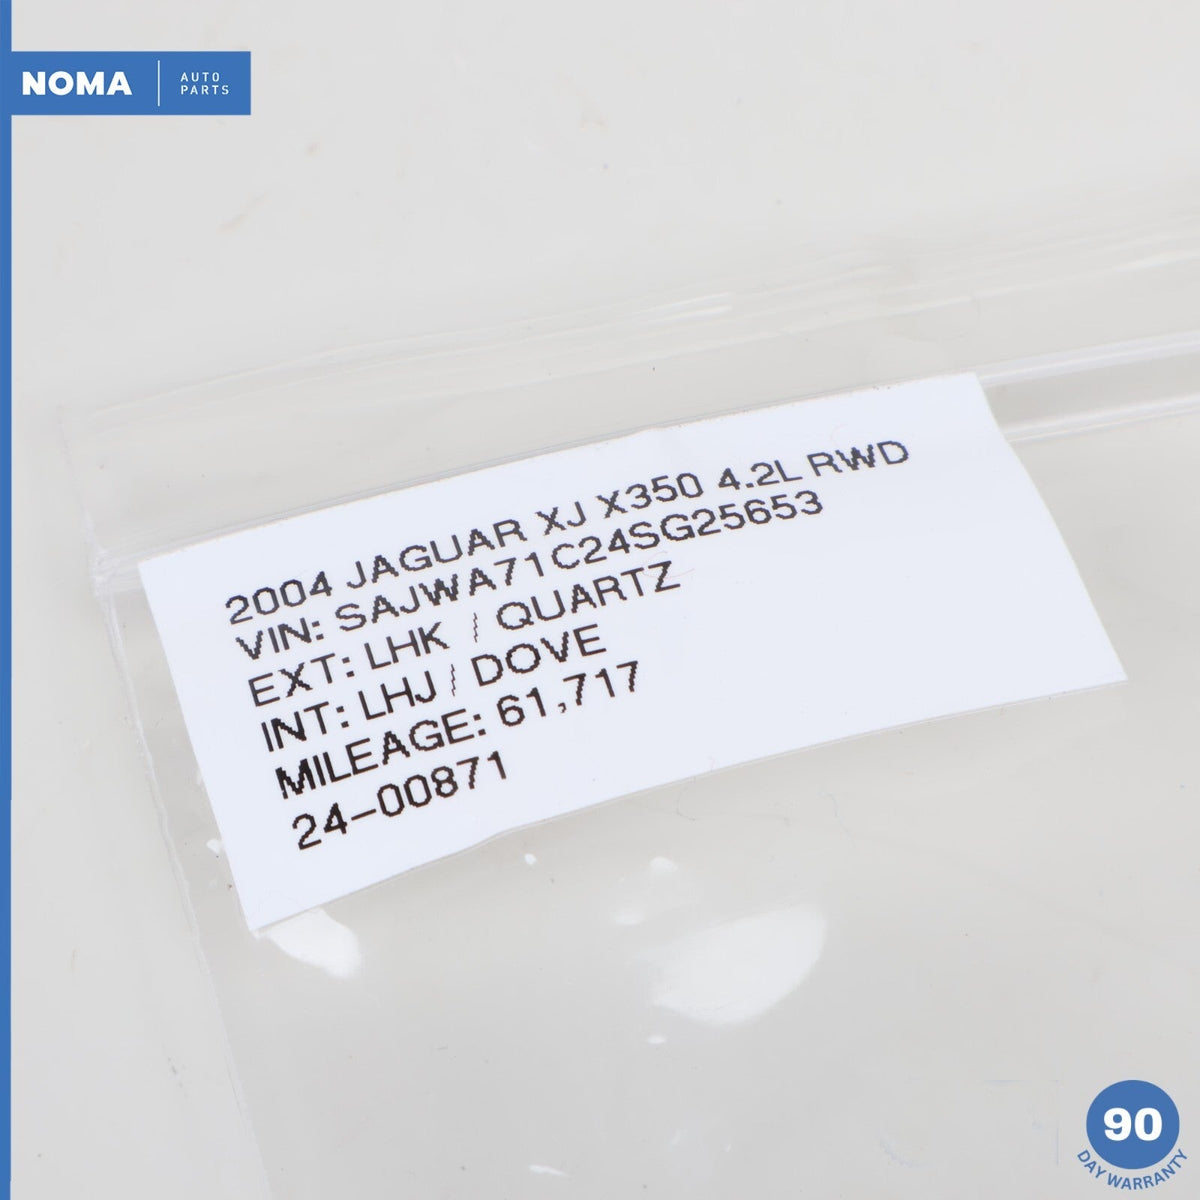 NOMA
AUTO
PARTS
2004 JAGUAR XJ X350 4.2L RWD
VIN: SAJWA71C24SG25653
EXT: LHK / QUARTZ
INT: LHJ / DOVE
MILEAGE: 61,717
24-00871
90
DAY WARRANTY